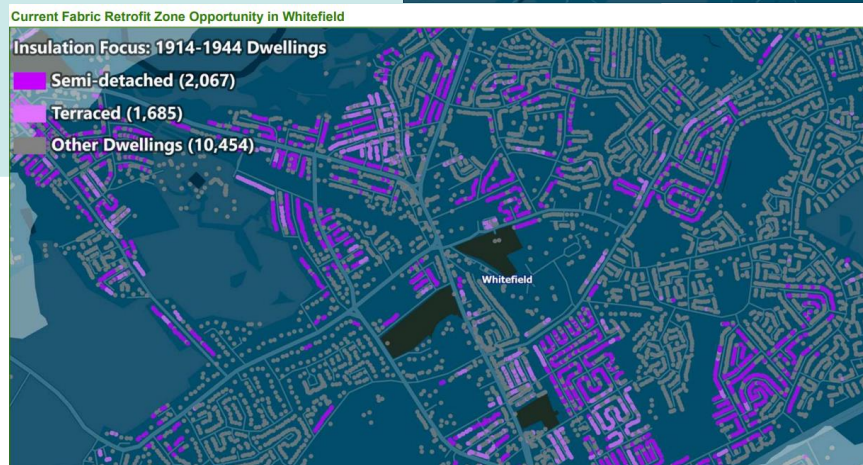 Current Fabric Retrofit Zone Opportunity in Whitefield
Insulation Focus: 1914-1944 Dwellings
Semi-detached (2,067)
Terraced (1,685)
Other Dwellings (10,454)
Whitefield